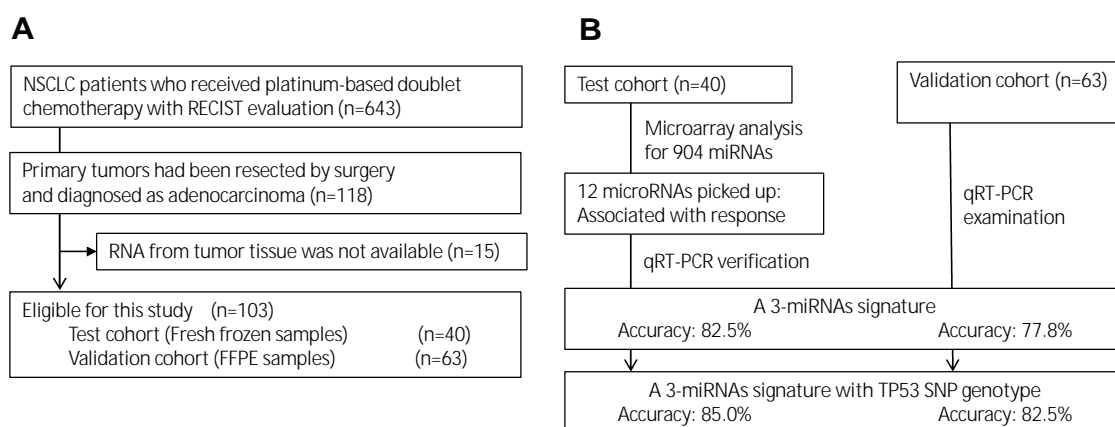 A
NSCLC patients who received platinum-based doublet
chemotherapy with RECIST evaluation (n=643)
Primary tumors had been resected by surgery
and diagnosed as adenocarcinoma (n=118)
RNA from tumor tissue was not available (n=15)
Eligible for this study (n=103)
Test cohort (Fresh frozen samples) (n=40)
Validation cohort (FFPE samples) (n=63)
B
Test cohort (n=40)
Validation cohort (n=63)
Microarray analysis
for 904 miRNAs
12 microRNAs picked up:
Associated with response
qRT-PCR
examination
qRT-PCR verification
A 3-miRNAs signature
Accuracy: 82.5% Accuracy: 77.8%
A 3-miRNAs signature with TP53 SNP genotype
Accuracy: 85.0% Accuracy: 82.5%